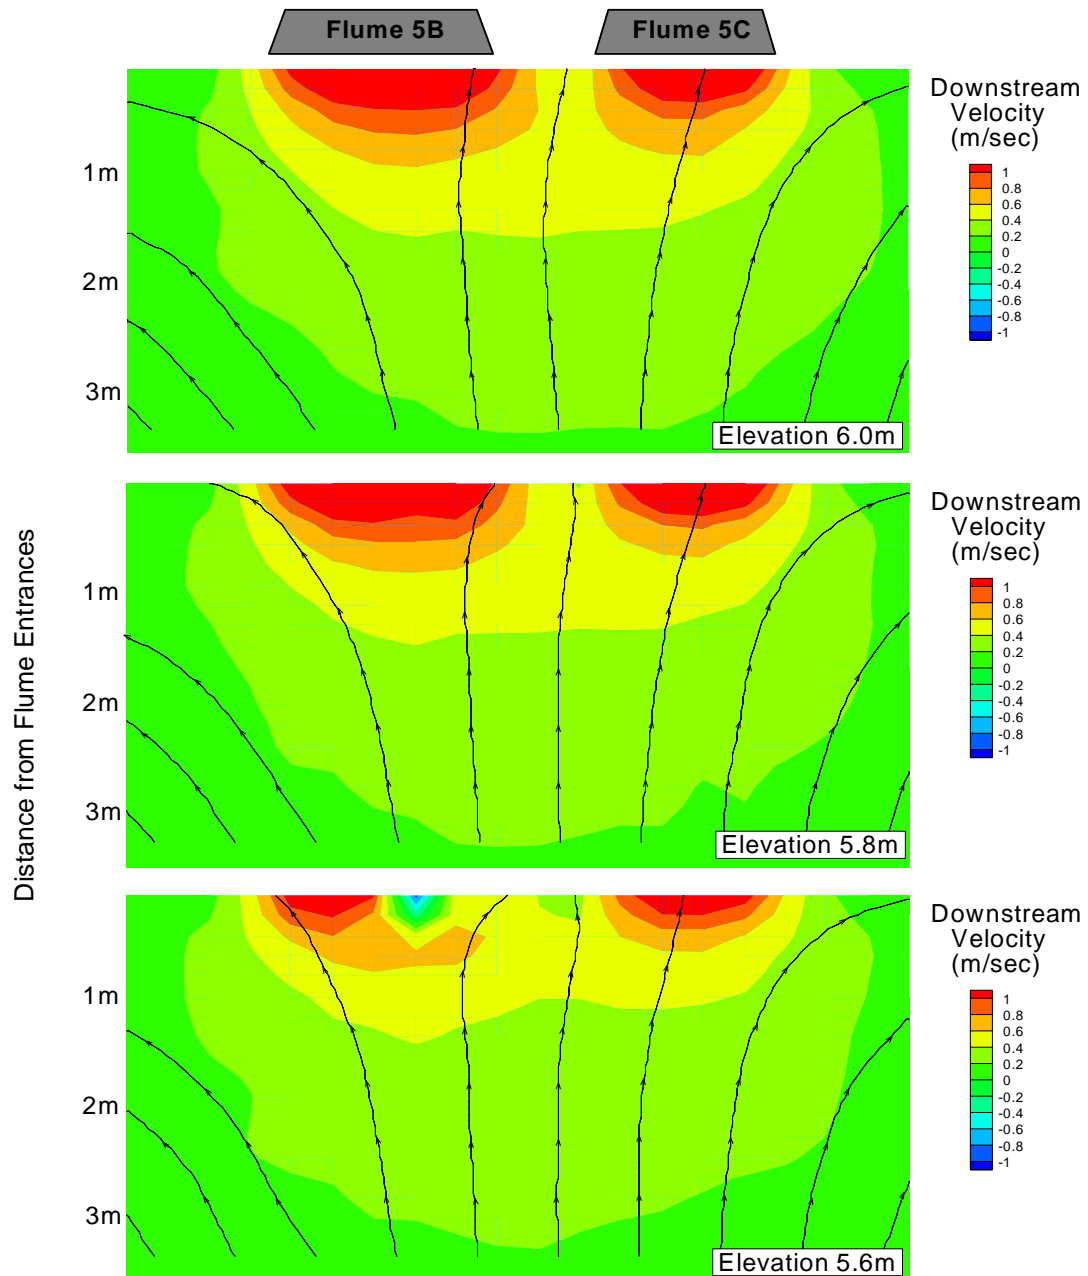 Flume 5B
Flume 5C
Downstream
Velocity
(m/sec)
1
0.8
0.6
0.4
0.2
0
-0.2
-0.4
-0.6
-0.8
-1
1m
2m
3m
Elevation 6.0m
Distance from Flume Entrances
Downstream
Velocity
(m/sec)
1
0.8
0.6
0.4
0.2
0
-0.2
-0.4
-0.6
-0.8
-1
1m
2m
3m
Elevation 5.8m
Downstream
Velocity
(m/sec)
1
0.8
0.6
0.4
0.2
0
-0.2
-0.4
-0.6
-0.8
-1
1m
2m
3m
Elevation 5.6m